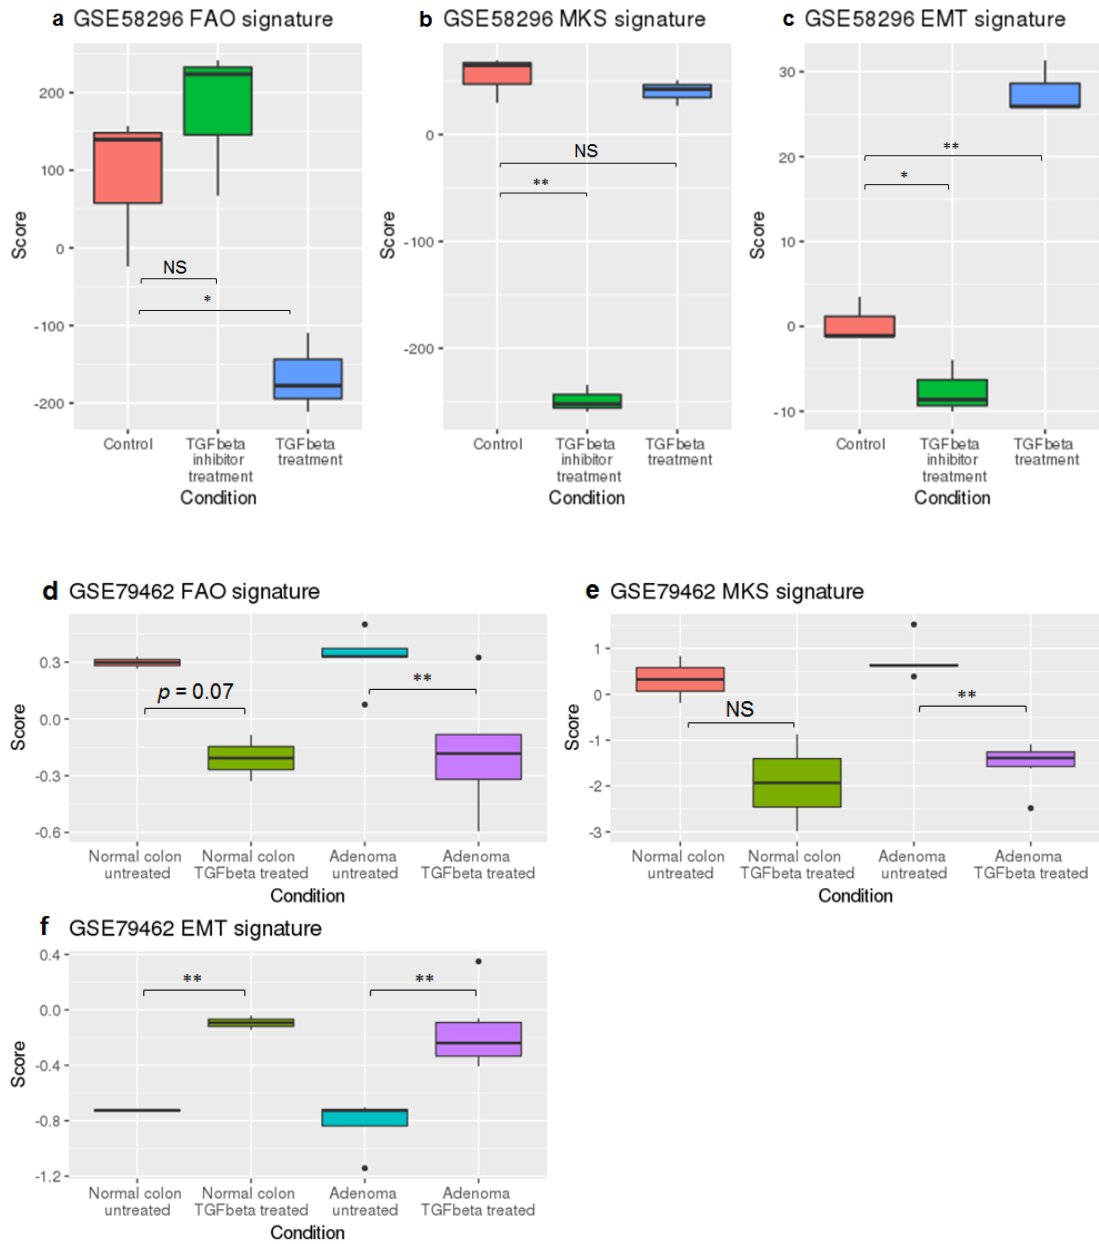 a GSE58296 FAO signature
Score
200
100
0
-100
-200
NS
*
Control
TGFbeta
inhibitor
treatment
TGFbeta
treatment
Condition
b GSE58296 MKS signature
Score
0
-100
-200
NS
**
Control
TGFbeta
inhibitor
treatment
TGFbeta
treatment
Condition
c GSE58296 EMT signature
Score
30
20
10
0
-10
**
*
Control
TGFbeta
inhibitor
treatment
TGFbeta
treatment
Condition
d GSE79462 FAO signature
Score
0.3
0.0
-0.3
-0.6
p = 0.07
**
Normal colon
untreated
Normal colon
TGFbeta treated
Adenoma
untreated
Adenoma
TGFbeta treated
Condition
e GSE79462 MKS signature
Score
1
0
-1
-2
-3
NS
**
Normal colon
untreated
Normal colon
TGFbeta treated
Adenoma
untreated
Adenoma
TGFbeta treated
Condition
f GSE79462 EMT signature
Score
0.4
0.0
-0.4
-0.8
-1.2
**
**
Normal colon
untreated
Normal colon
TGFbeta treated
Adenoma
untreated
Adenoma
TGFbeta treated
Condition